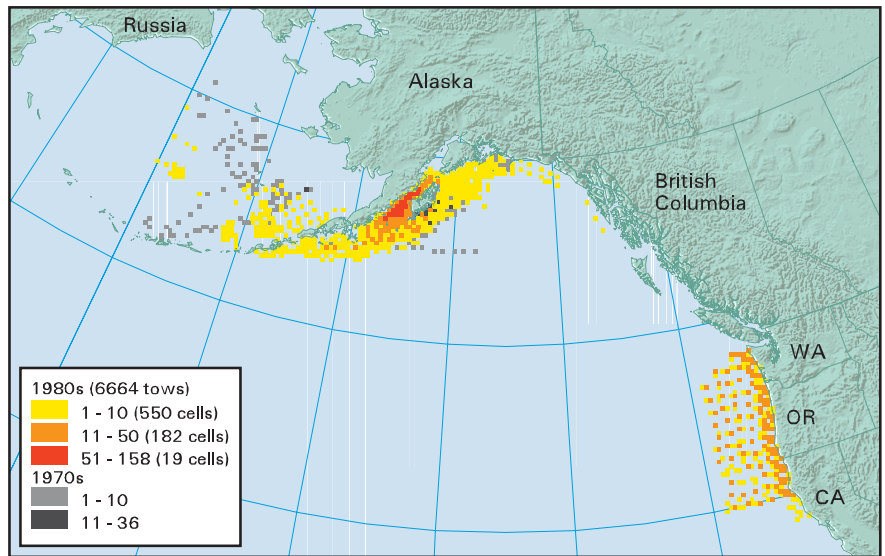 Russia
Alaska
British
Columbia
WA
OR
CA
1980s (6664 tows)
1 - 10 (550 cells)
11 - 50 (182 cells)
51 - 158 (19 cells)
1970s
1 - 10
11 - 36